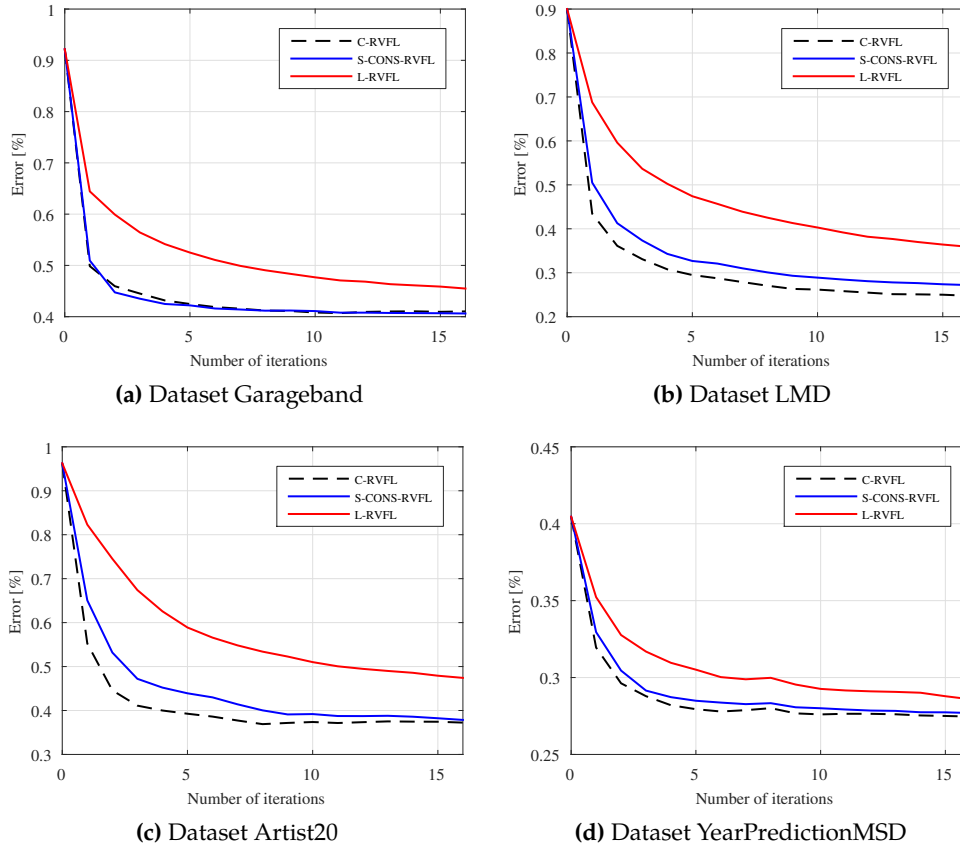 1
0.9
0.8
0.7
0.6
0.5
0.4
0 5 10 15
Error [%]
Number of iterations
C-RVFL
S-CONS-RVFL
L-RVFL
(a) Dataset Garageband
0.9
0.8
0.7
0.6
0.5
0.4
0.3
0.2
0 5 10 15
Error [%]
Number of iterations
C-RVFL
S-CONS-RVFL
L-RVFL
(b) Dataset LMD
1
0.9
0.8
0.7
0.6
0.5
0.4
0.3
0 5 10 15
Error [%]
Number of iterations
C-RVFL
S-CONS-RVFL
L-RVFL
(c) Dataset Artist20
0.45
0.4
0.35
0.3
0.25
0 5 10 15
Error [%]
Number of iterations
C-RVFL
S-CONS-RVFL
L-RVFL
(d) Dataset YearPredictionMSD